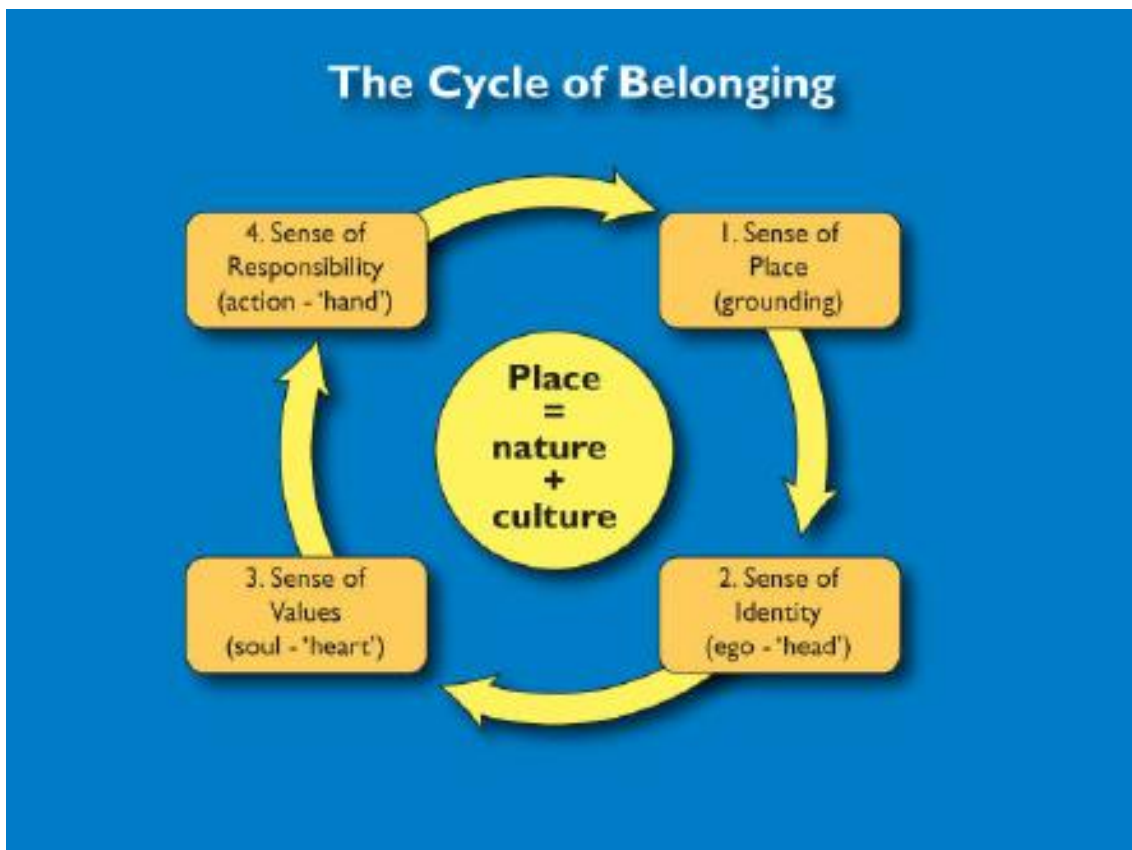 The Cycle of Belonging
4. Sense of
Responsibility
(action - ‘hand’)
1. Sense of
Place
(grounding)
Place
=
nature
+
culture
3. Sense of
Values
(soul - ‘heart’)
2. Sense of
Identity
(ego - ‘head’)